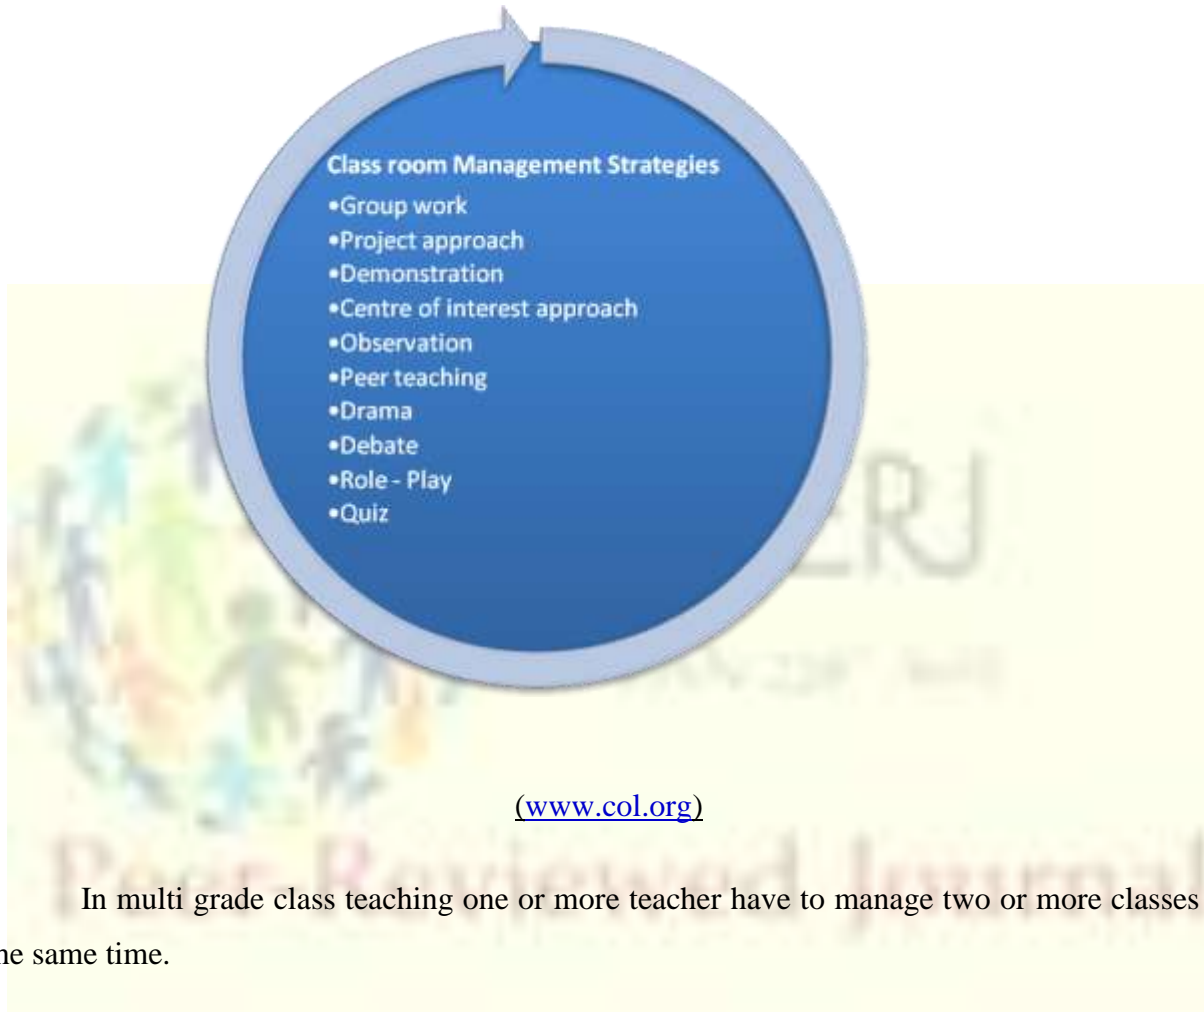 Class room Management Strategies
•Group work
•Project approach
•Demonstration
•Centre of interest approach
•Observation
•Peer teaching
•Drama
•Debate
•Role - Play
•Quiz
ERJ
(www.col.org)
Peer-Reviewed Journal
In multi grade class teaching one or more teacher have to manage two or more classes
same time.